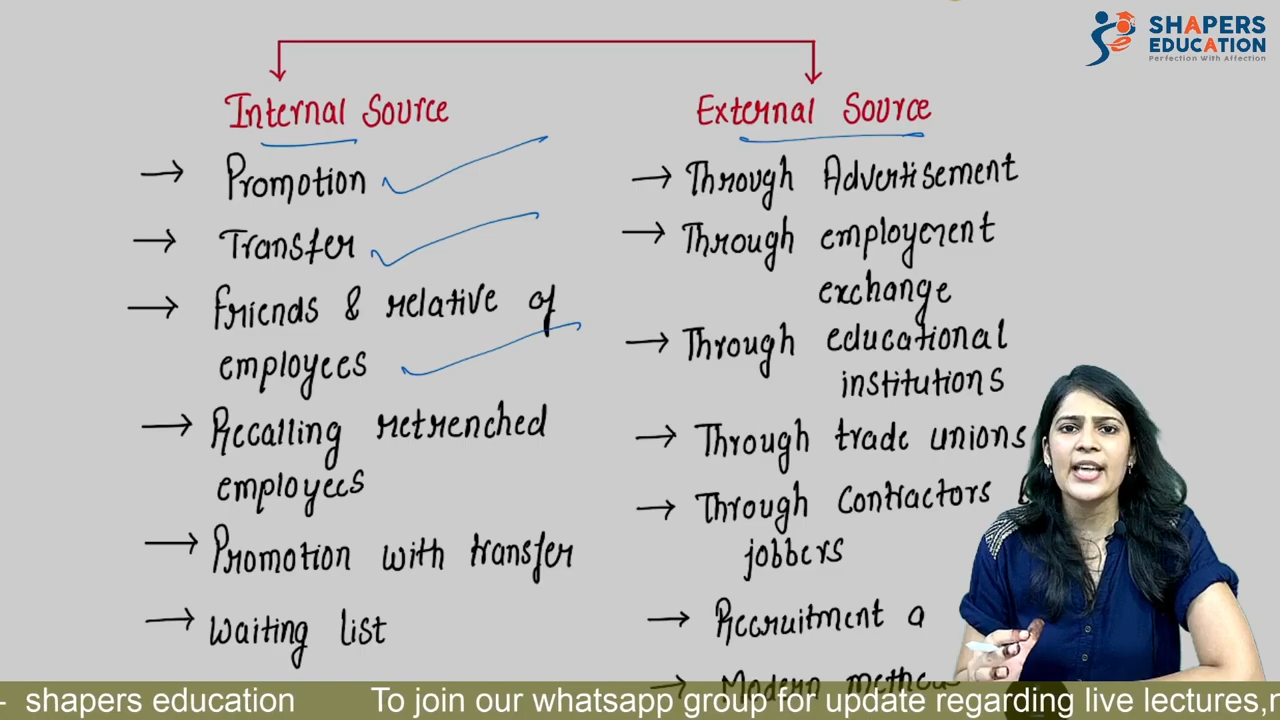 SHAPERS
EDUCATION
Perfection With Affection
Internal Source
→ Promotion
→ Transfer
→ Friends & relative of
employees
→ Recalling retrenched
employees
→ Promotion with transfer
→ Waiting list
External Source
→ Through Advertisement
→ Through employement
exchange
→ Through educational
institutions
→ Through trade unions
→ Through Contractors
jobbers
→ Recruitment a
→ Modern
- shapers education To join our whatsapp group for update regarding live lectures,